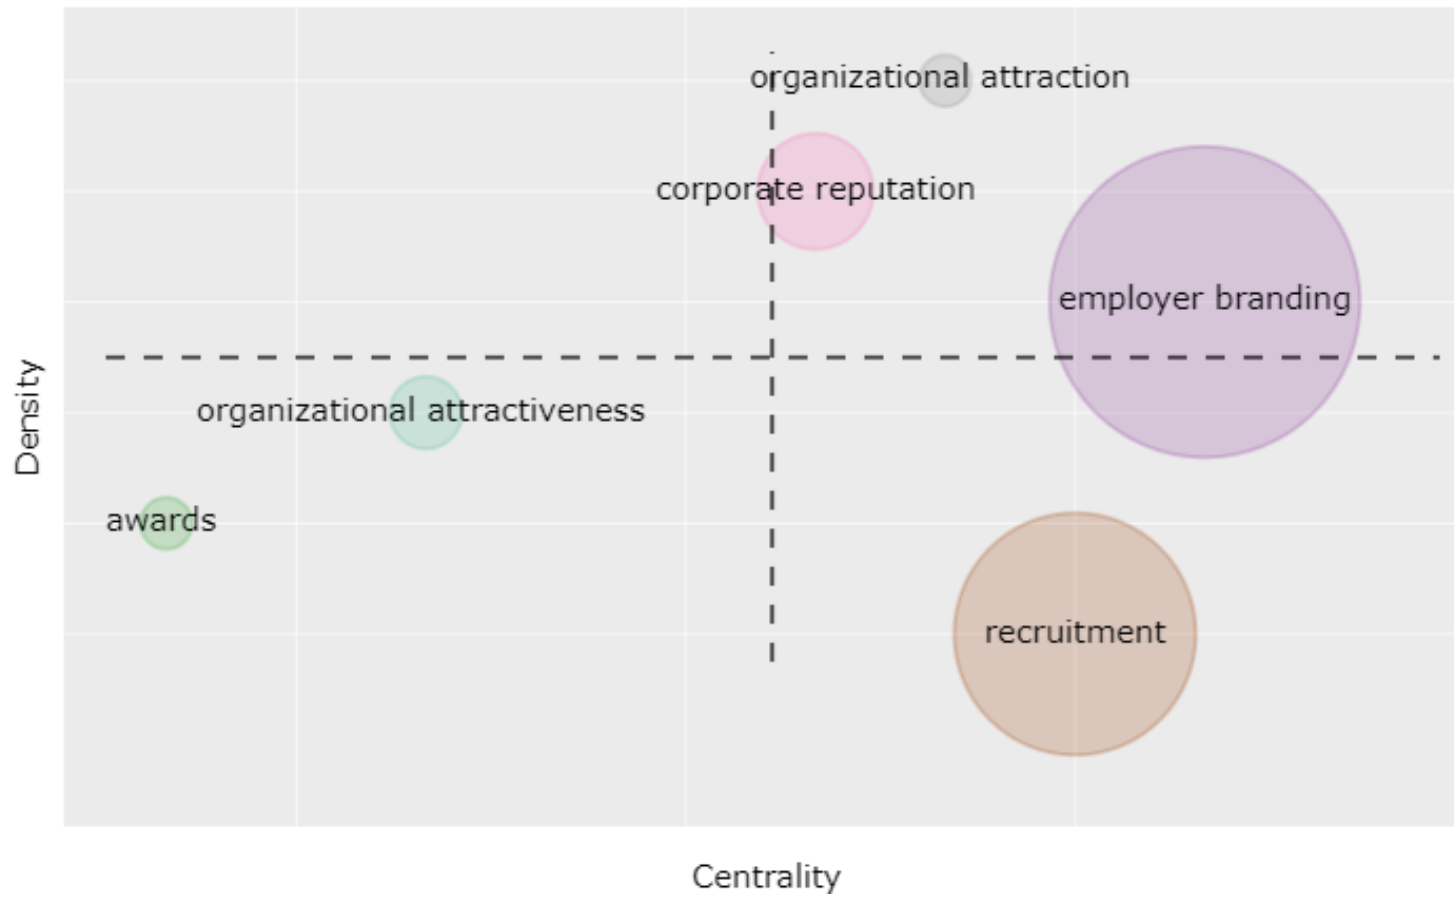 organizational attraction
corporate reputation
employer branding
organizational attractiveness
awards
recruitment
Density
Centrality